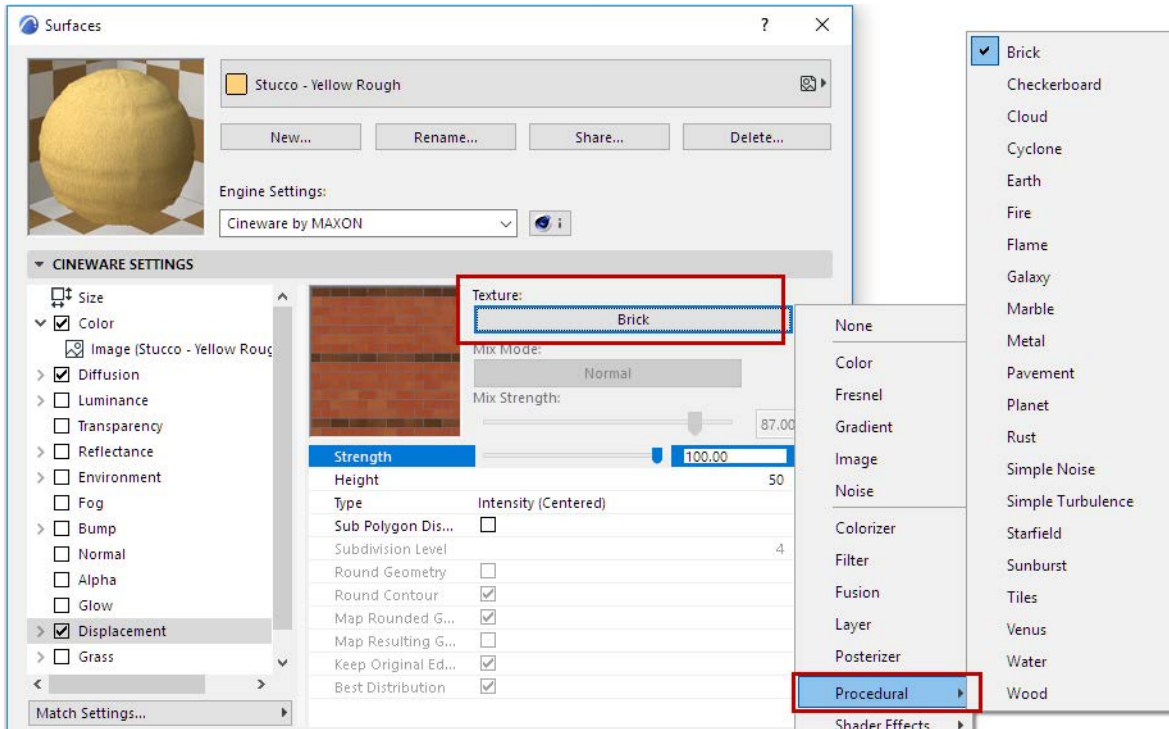 Surfaces
?
Stucco - Yellow Rough
New...
Rename...
Share...
Delete...
Engine Settings:
Cineware by MAXON
i
CINEWARE SETTINGS
Size
Color
Image (Stucco - Yellow Roug
Diffusion
Luminance
Transparency
Reflectance
Environment
Fog
Bump
Normal
Alpha
Glow
Displacement
Grass
Match Settings...
Texture:
Brick
Mix Mode:
Normal
Mix Strength:
87.00
Strength 100.00
Height 50
Type Intensity (Centered)
Sub Polygon Dis...
Subdivision Level 4
Round Geometry
Round Contour
Map Rounded G...
Map Resulting G...
Keep Original Ed...
Best Distribution
None
Color
Fresnel
Gradient
Image
Noise
Colorizer
Filter
Fusion
Layer
Posterizer
Procedural
Shader Effects
Brick
Checkerboard
Cloud
Cyclone
Earth
Fire
Flame
Galaxy
Marble
Metal
Pavement
Planet
Rust
Simple Noise
Simple Turbulence
Starfield
Sunburst
Tiles
Venus
Water
Wood